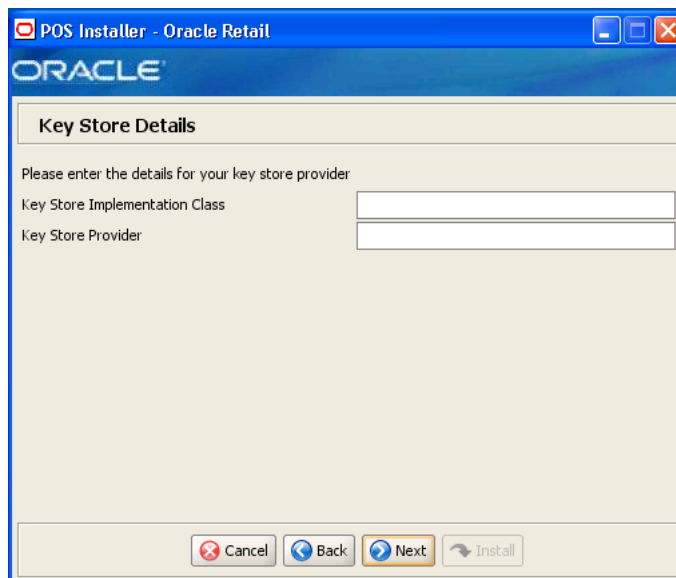 POS Installer - Oracle Retail
ORACLE
Key Store Details
Please enter the details for your key store provider
Key Store Implementation Class
Key Store Provider
Cancel Back Next Install